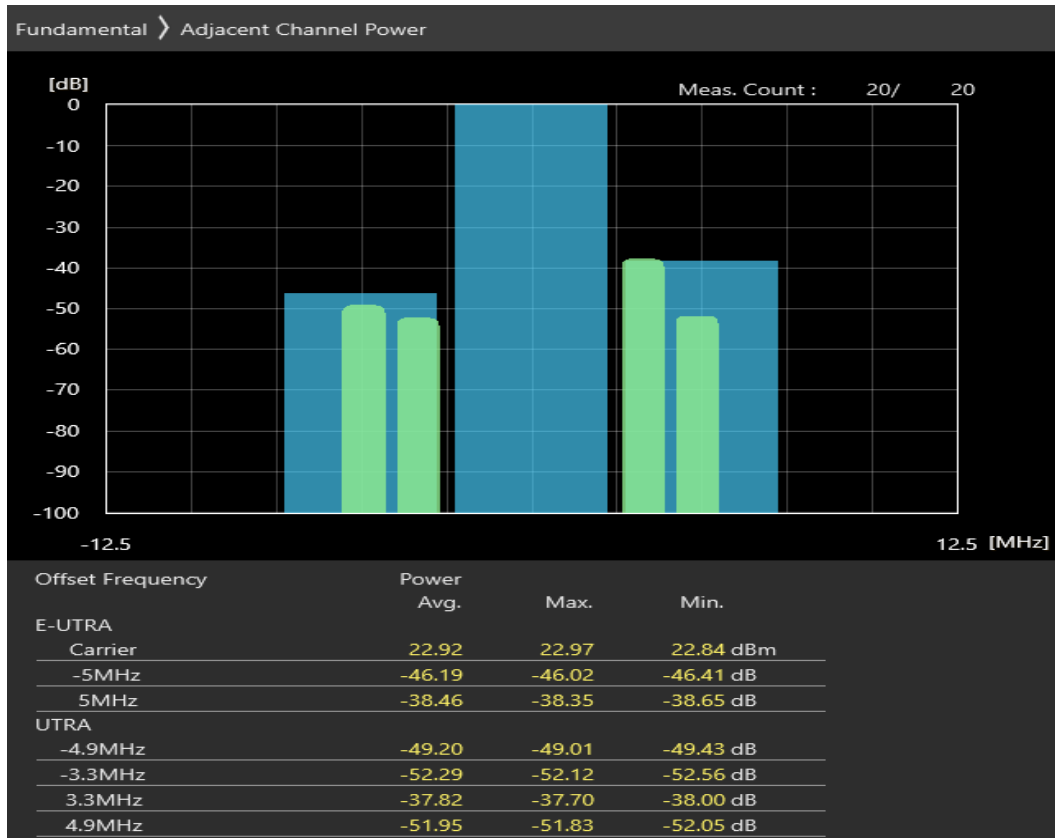 Fundamental 〉 Adjacent Channel Power
[dB]
Meas. Count : 20/ 20
0
-10
-20
-30
-40
-50
-60
-70
-80
-90
-100
-12.5 12.5 [MHz]
Offset Frequency Power
Avg. Max. Min.
E-UTRA
Carrier 22.92 22.97 22.84 dBm
-5MHz -46.19 -46.02 -46.41 dB
5MHz -38.46 -38.35 -38.65 dB
UTRA
-4.9MHz -49.20 -49.01 -49.43 dB
-3.3MHz -52.29 -52.12 -52.56 dB
3.3MHz -37.82 -37.70 -38.00 dB
4.9MHz -51.95 -51.83 -52.05 dB